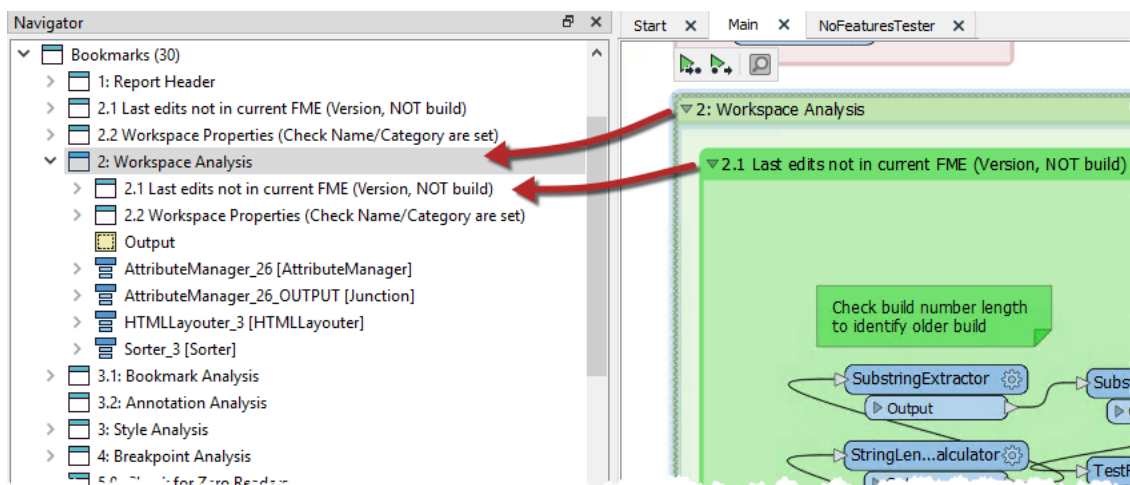 Navigator
Bookmarks (30)
1: Report Header
2.1 Last edits not in current FME (Version, NOT build)
2.2 Workspace Properties (Check Name/Category are set)
2: Workspace Analysis
2.1 Last edits not in current FME (Version, NOT build)
2.2 Workspace Properties (Check Name/Category are set)
Output
AttributeManager_26 [AttributeManager]
AttributeManager_26_OUTPUT [Junction]
HTMLLayouter_3 [HTMLLayouter]
Sorter_3 [Sorter]
3.1: Bookmark Analysis
3.2: Annotation Analysis
3: Style Analysis
4: Breakpoint Analysis
Start
Main
NoFeaturesTester
2: Workspace Analysis
2.1 Last edits not in current FME (Version, NOT build)
Check build number length
to identify older build
SubstringExtractor
Output
Subs
StringLen...alculator
TestF